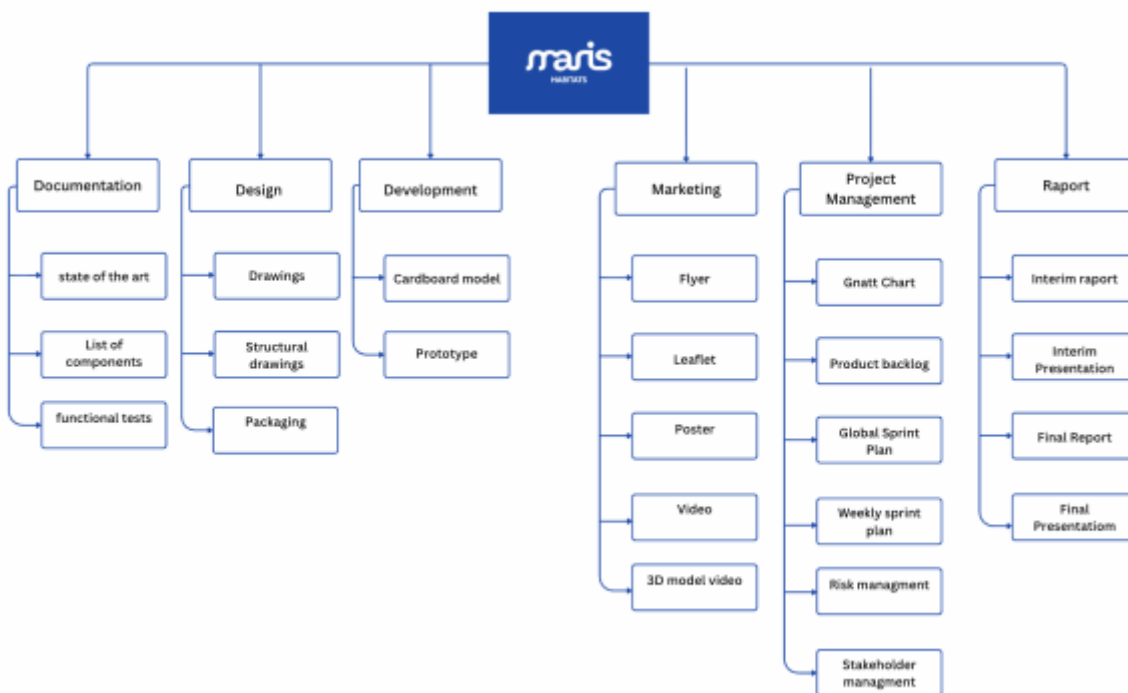 maris
HABITATS
Documentation
state of the art
List of
components
functional tests
Design
Drawings
Structural
drawings
Packaging
Development
Cardboard model
Prototype
Marketing
Flyer
Leaflet
Poster
Video
3D model video
Project
Management
Gnatt Chart
Product backlog
Global Sprint
Plan
Weekly sprint
plan
Risk managment
Stakeholder
managment
Raport
Interim raport
Interim
Presentation
Final Report
Final
Presentatiom